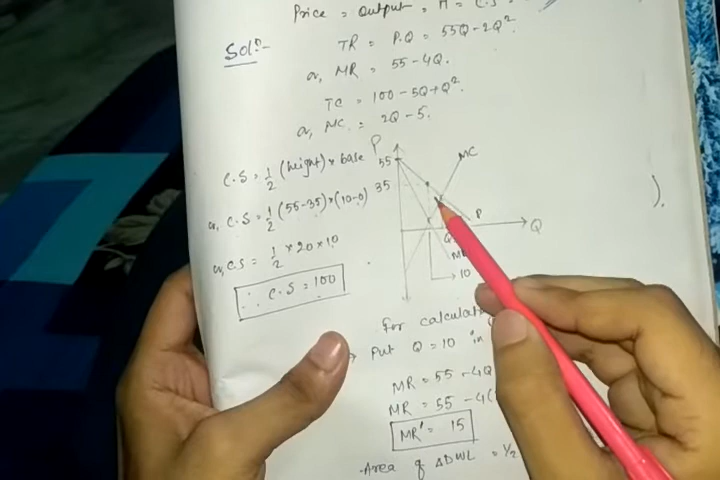 Price = Output = Π = C.S =
Solⁿ:-
TR = P.Q = 55Q-2Q².
or, MR = 55-4Q.
TC = 100-5Q+Q².
or, MC = 2Q-5.
C.S = 1/2 (height) × base
or, C.S = 1/2 (55-35) × (10-0)
or, C.S = 1/2 × 20 × 10
∴ C.S = 100
P
55
35
MC
P
Q
Q
10
for calculat
Put Q = 10 in
MR = 55-4Q
MR = 55-4(
MR' = 15
Area of ΔDWL = 1/2